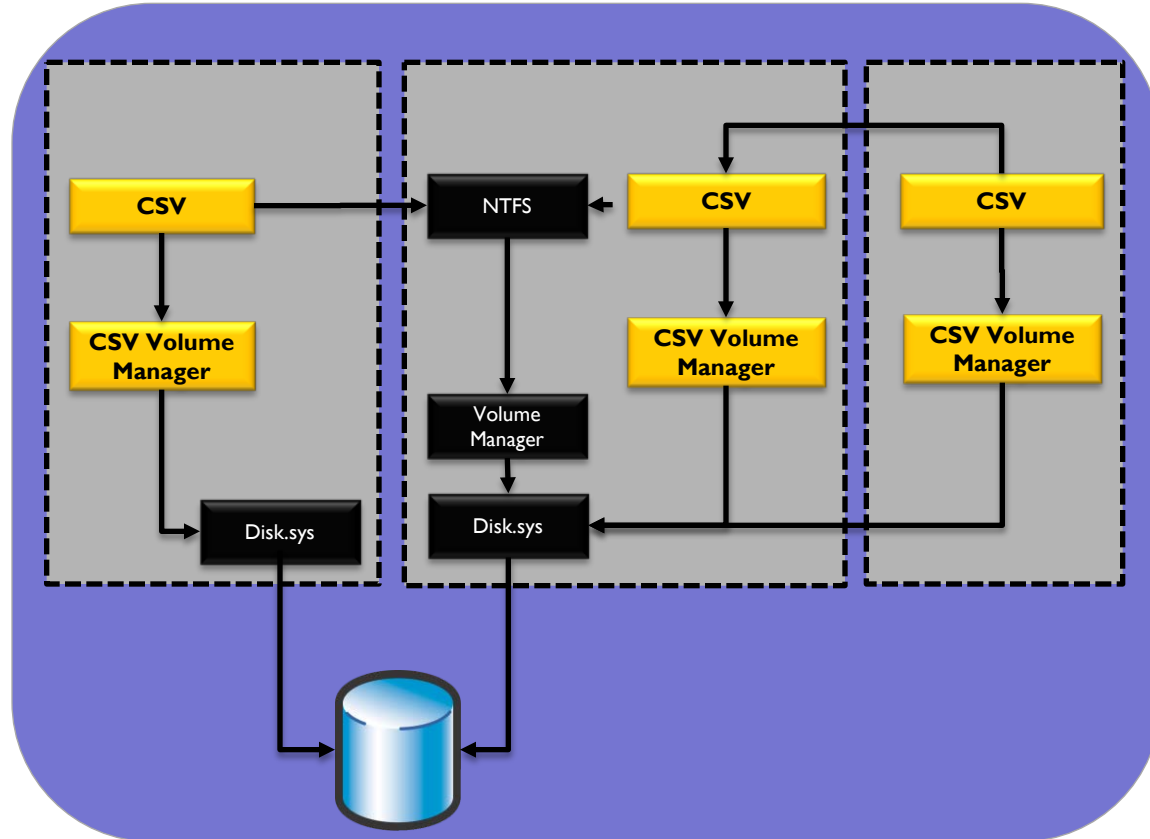 CSV
NTFS
CSV
CSV
CSV Volume
Manager
CSV Volume
Manager
CSV Volume
Manager
Volume
Manager
Disk.sys
Disk.sys